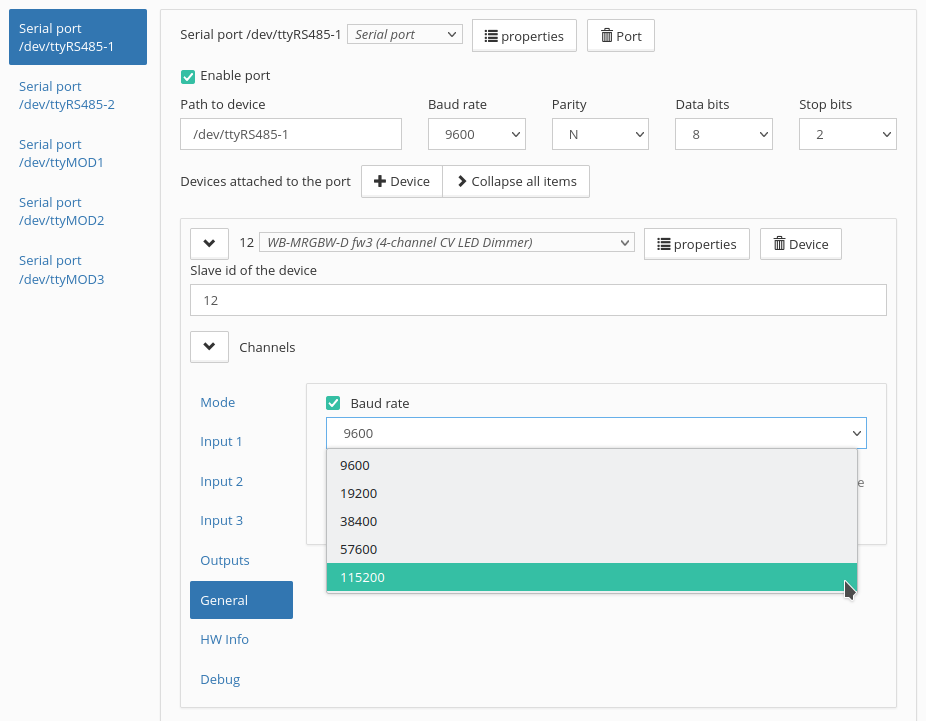 Serial port
/dev/ttyRS485-1
Serial port
/dev/ttyRS485-2
Serial port
/dev/ttyMOD1
Serial port
/dev/ttyMOD2
Serial port
/dev/ttyMOD3
Serial port /dev/ttyRS485-1 Serial port properties Port
Enable port
Path to device Baud rate Parity Data bits Stop bits
/dev/ttyRS485-1 9600 N 8 2
Devices attached to the port Device Collapse all items
12 WB-MRGBW-D fw3 (4-channel CV LED Dimmer) properties Device
Slave id of the device
12
Channels
Mode
Input 1
Input 2
Input 3
Outputs
General
HW Info
Debug
Baud rate
9600
9600
19200
e
38400
57600
115200